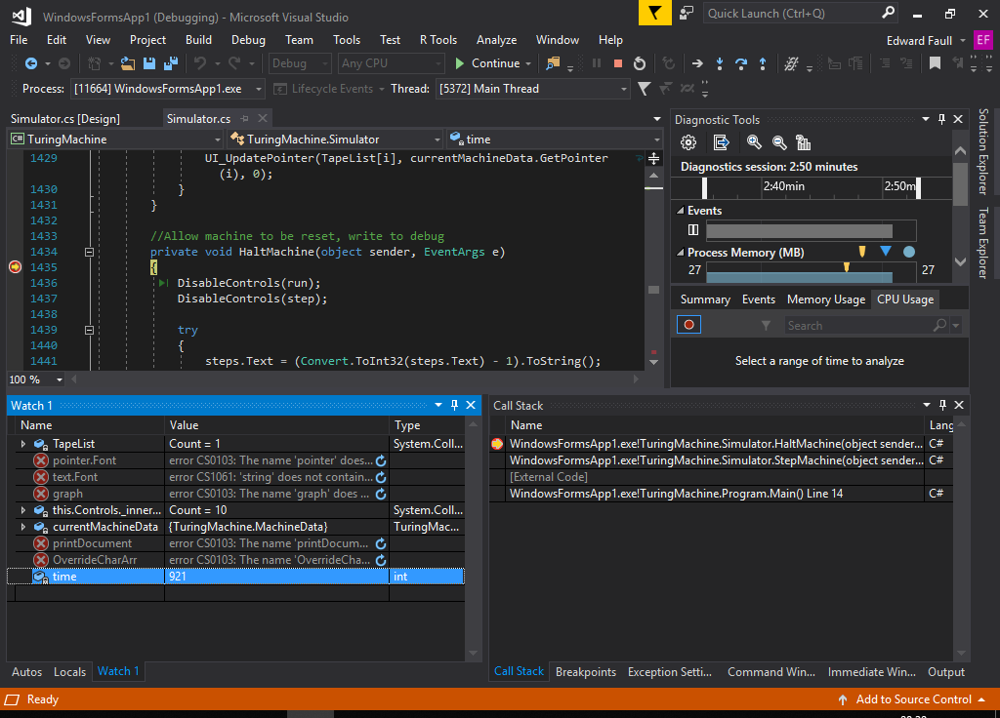 WindowsFormsApp1 (Debugging) - Microsoft Visual Studio
Quick Launch (Ctrl+Q)
File Edit View Project Build Debug Team Tools Test R Tools Analyze Window Help
Edward Faull EF
Debug Any CPU Continue
Process: [11664] WindowsFormsApp1.exe Lifecycle Events Thread: [5372] Main Thread
Simulator.cs [Design] Simulator.cs
C# TuringMachine TuringMachine.Simulator time
1429 UI_UpdatePointer(TapeList[i], currentMachineData.GetPointer
(i), 0);
1430 }
1431 }
1432
1433 //Allow machine to be reset, write to debug
1434 private void HaltMachine(object sender, EventArgs e)
1435 {
1436 DisableControls(run);
1437 DisableControls(step);
1438
1439 try
1440 {
1441 steps.Text = (Convert.ToInt32(steps.Text) - 1).ToString();
100 %
Diagnostic Tools
Diagnostics session: 2:50 minutes
2:40min 2:50m
Events
Process Memory (MB)
27 27
Summary Events Memory Usage CPU Usage
Search
Select a range of time to analyze
Solution Explorer
Team Explorer
Watch 1
Name Value Type
TapeList Count = 1 System.Coll...
pointer.Font error CS0103: The name 'pointer' does...
text.Font error CS1061: 'string' does not contain...
graph error CS0103: The name 'graph' does ...
this.Controls._inner... Count = 10 System.Coll...
currentMachineData {TuringMachine.MachineData} TuringMac...
printDocument error CS0103: The name 'printDocum...
OverrideCharArr error CS0103: The name 'OverrideCha...
time 921 int
Autos Locals Watch 1
Call Stack
Name Lang
WindowsFormsApp1.exe!TuringMachine.Simulator.HaltMachine(object sender... C#
WindowsFormsApp1.exe!TuringMachine.Simulator.StepMachine(object sender... C#
[External Code]
WindowsFormsApp1.exe!TuringMachine.Program.Main() Line 14 C#
Call Stack Breakpoints Exception Setti... Command Win... Immediate Win... Output
Ready
Add to Source Control